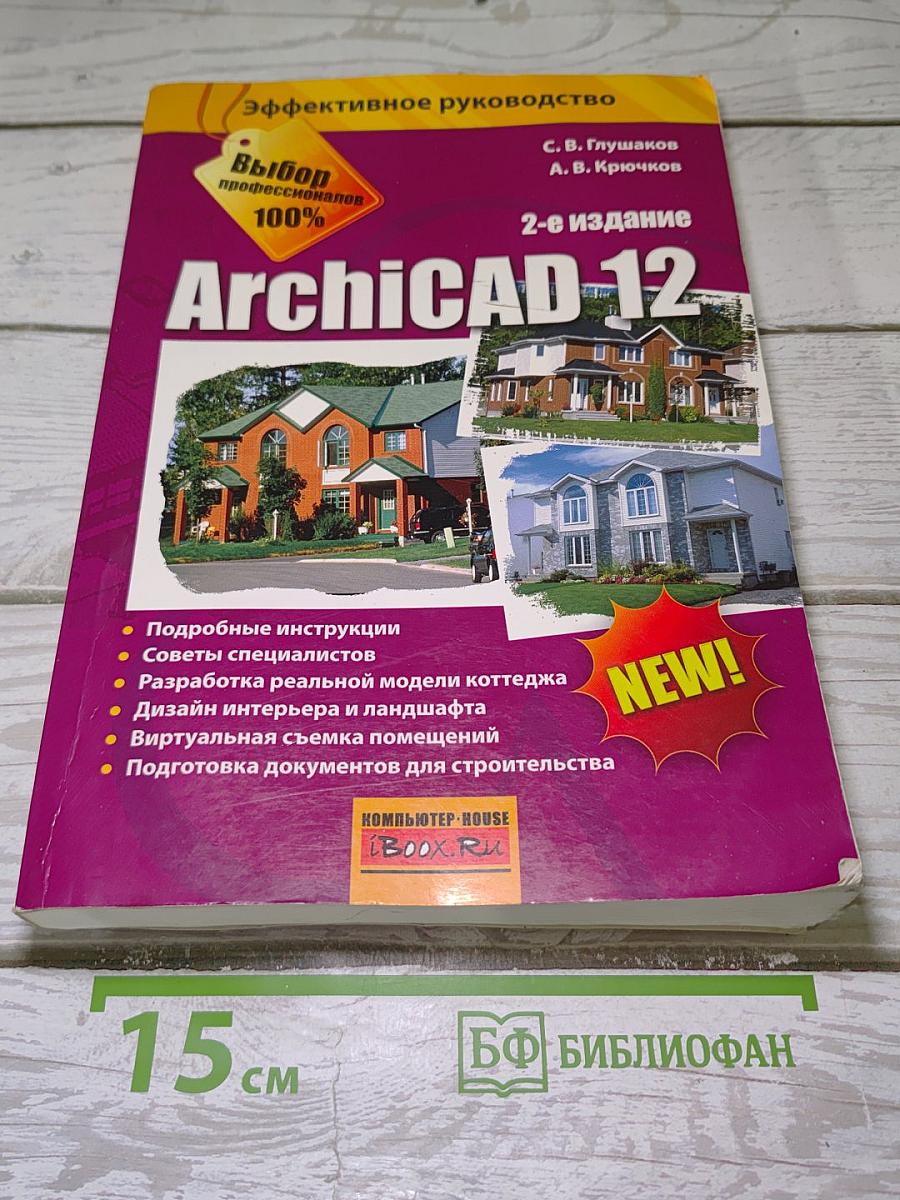 Эффективное руководство
Выбор
профессионалов
100%
С. В. Глушаков
А. В. Крючков
2-е издание
ArchiCAD 12
• Подробные инструкции
• Советы специалистов
• Разработка реальной модели коттеджа
• Дизайн интерьера и ландшафта
• Виртуальная съемка помещений
• Подготовка документов для строительства
NEW!
КОМПЬЮТЕР·HOUSE
iBoox.Ru
15 см
БФ БИБЛИОФАН